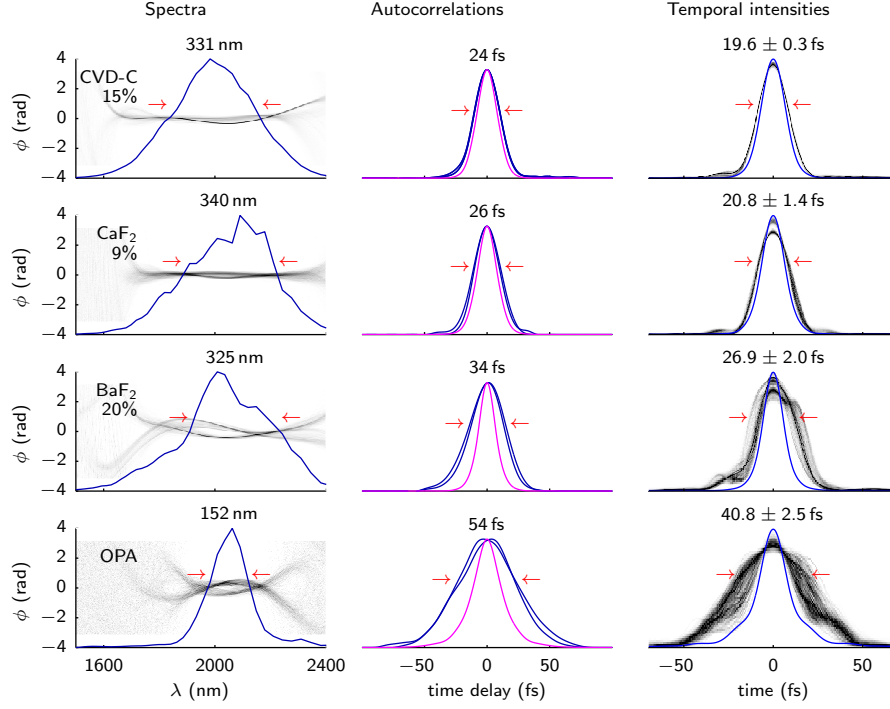 Spectra Autocorrelations Temporal intensities
331 nm 24 fs 19.6 ± 0.3 fs
4
2
0
−2
−4
ϕ (rad)
CVD-C
15%
340 nm 26 fs 20.8 ± 1.4 fs
4
2
0
−2
−4
ϕ (rad)
CaF2
9%
325 nm 34 fs 26.9 ± 2.0 fs
4
2
0
−2
−4
ϕ (rad)
BaF2
20%
152 nm 54 fs 40.8 ± 2.5 fs
4
2
0
−2
−4
ϕ (rad)
OPA
1600 2000 2400 −50 0 50 −50 0 50
λ (nm) time delay (fs) time (fs)